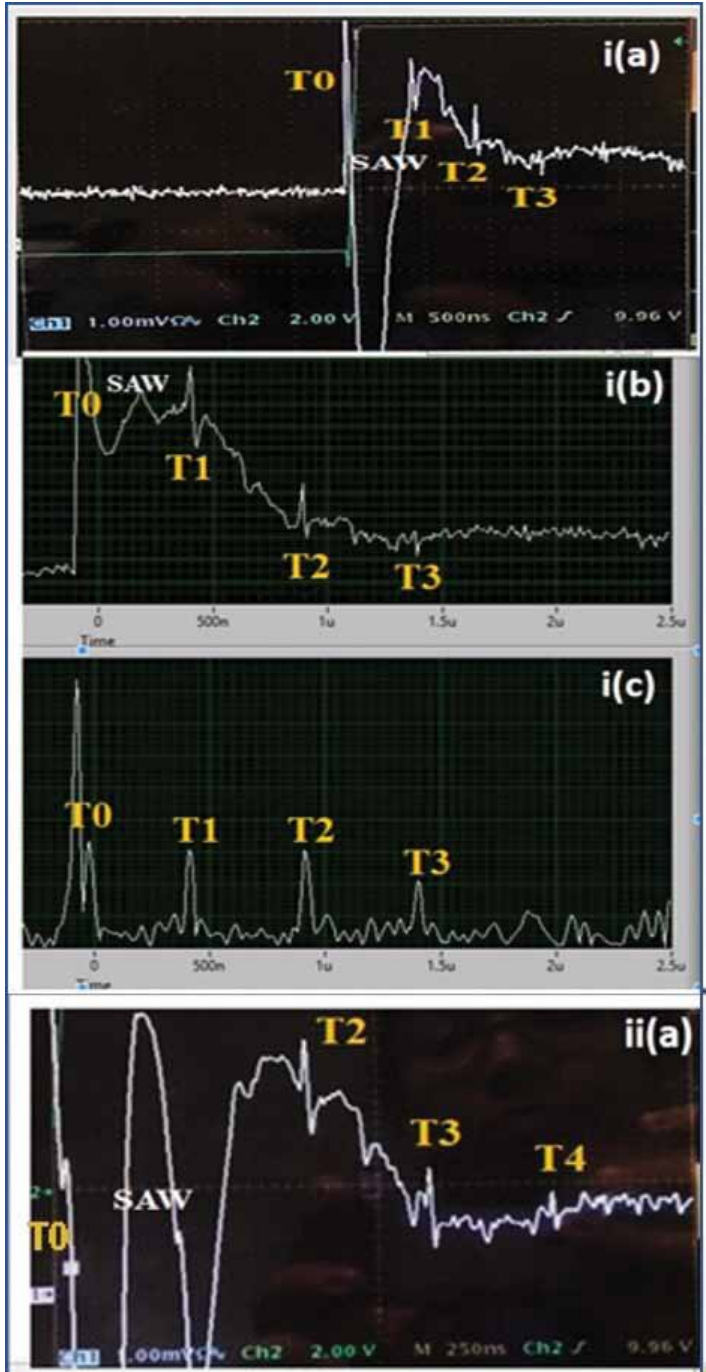 i(a)
T0
T1
SAW
T2
T3
Ch1 1.00mVΩ∿ Ch2 2.00 V M 500ns Ch2 ∫ 9.96 V
i(b)
SAW
T0
T1
T2
T3
0 500n 1u 1.5u 2u 2.5u
Time
i(c)
T0
T1
T2
T3
0 500n 1u 1.5u 2u 2.5u
Time
ii(a)
T2
T3
T4
2
SAW
T0
1
Ch1 1.00mVΩ∿ Ch2 2.00 V M 250ns Ch2 ∫ 9.96 V